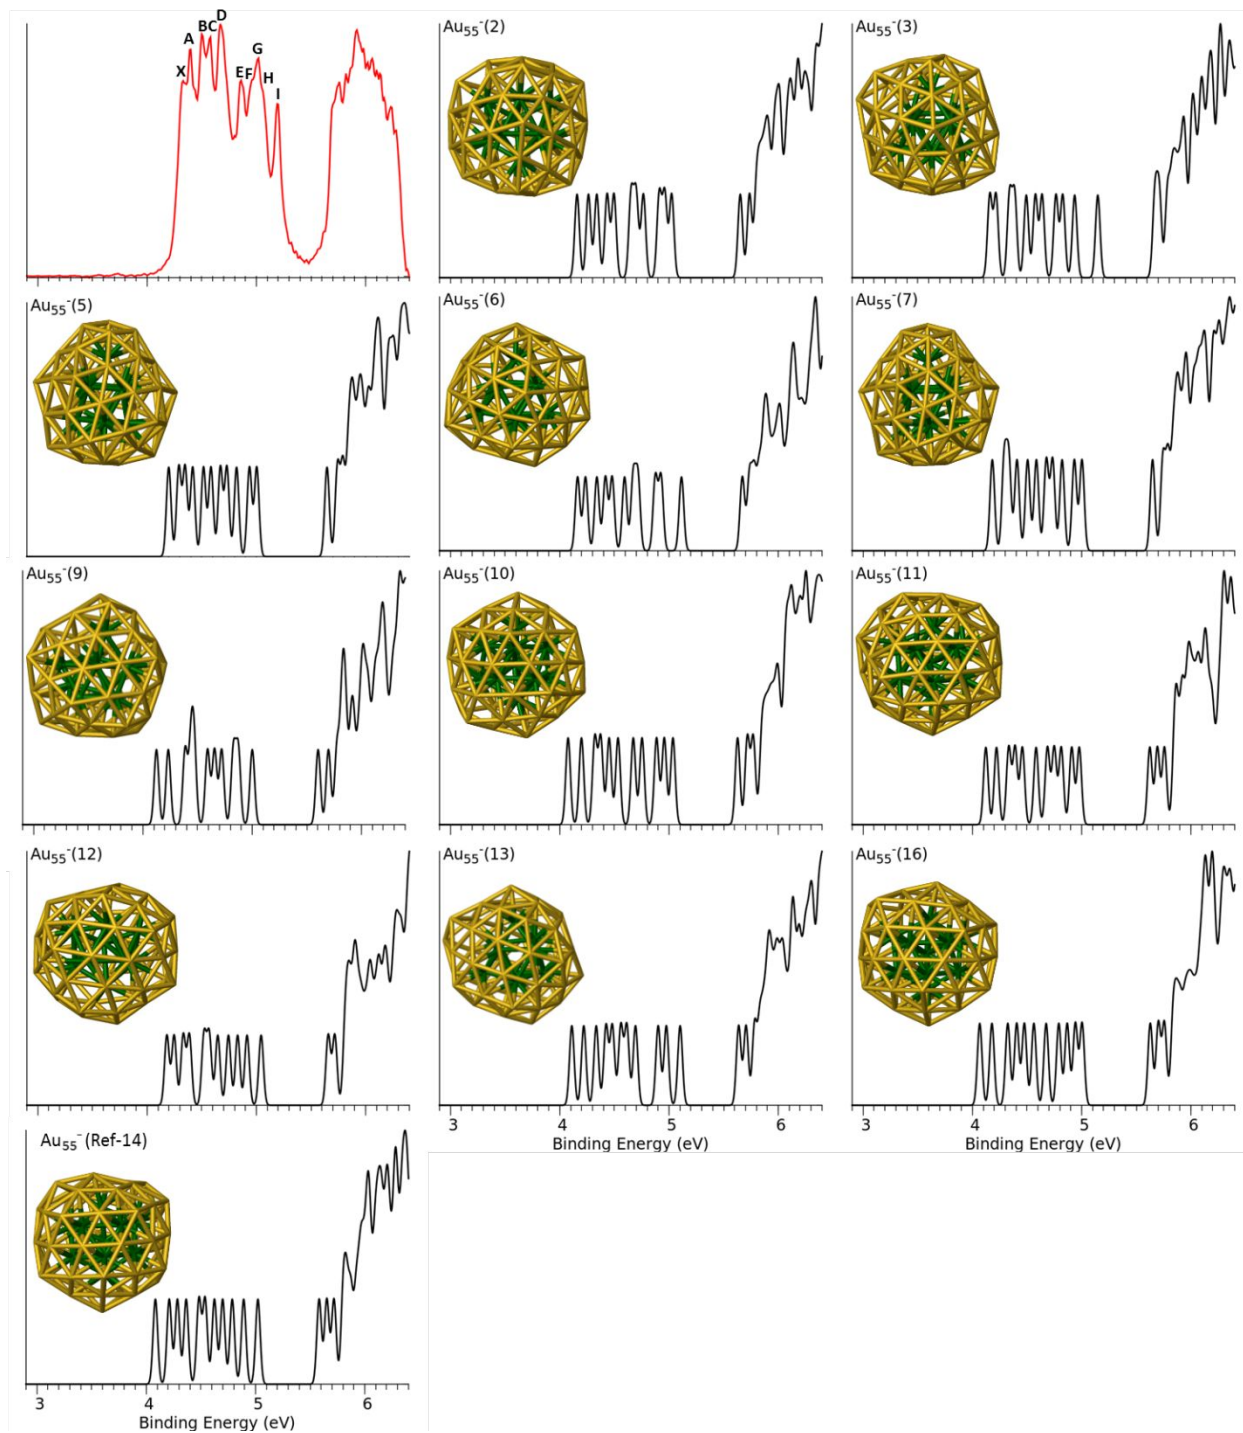 X A B C D E F G H I
Au₅₅⁻(2)
Au₅₅⁻(3)
Au₅₅⁻(5)
Au₅₅⁻(6)
Au₅₅⁻(7)
Au₅₅⁻(9)
Au₅₅⁻(10)
Au₅₅⁻(11)
Au₅₅⁻(12)
Au₅₅⁻(13)
Au₅₅⁻(16)
3 4 5 6
Binding Energy (eV)
3 4 5 6
Binding Energy (eV)
Au₅₅⁻(Ref-14)
3 4 5 6
Binding Energy (eV)